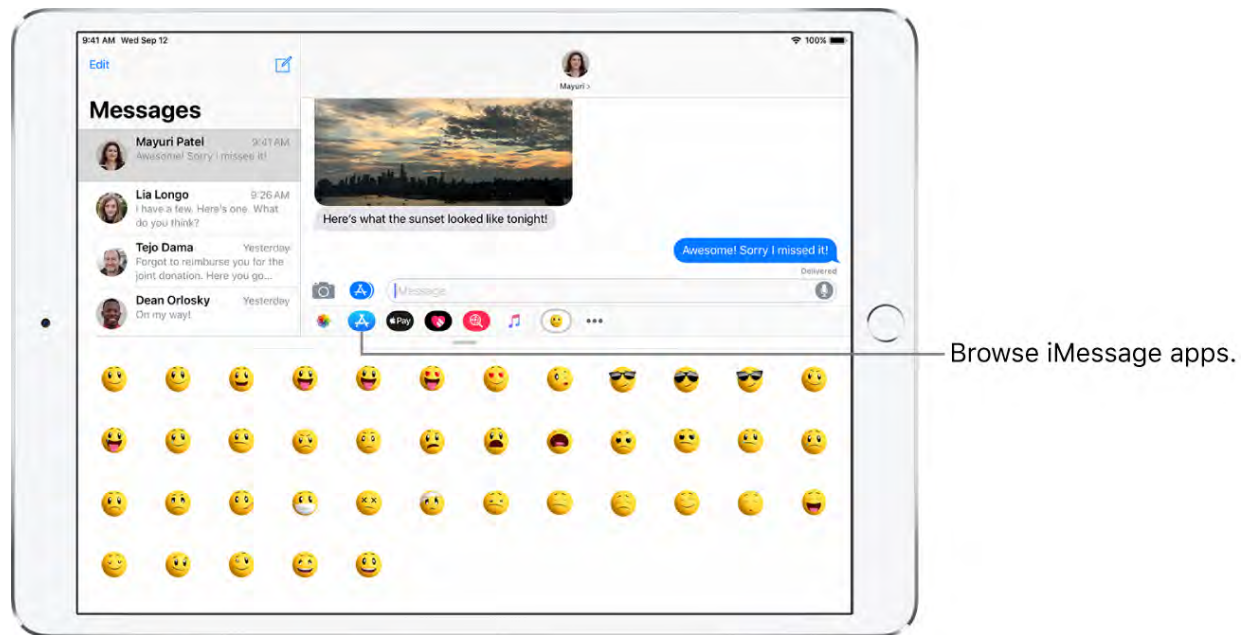 9:41 AM Wed Sep 12
100%
Edit
Mayuri >
Messages
Mayuri Patel 9:41 AM
Awesome! Sorry I missed it!
Lia Longo 9:26 AM
I have a few. Here's one. What
do you think?
Tejo Dama Yesterday
Forgot to reimburse you for the
joint donation. Here you go...
Dean Orlosky Yesterday
On my way!
Here's what the sunset looked like tonight!
Awesome! Sorry I missed it!
Delivered
Message
Pay
Browse iMessage apps.